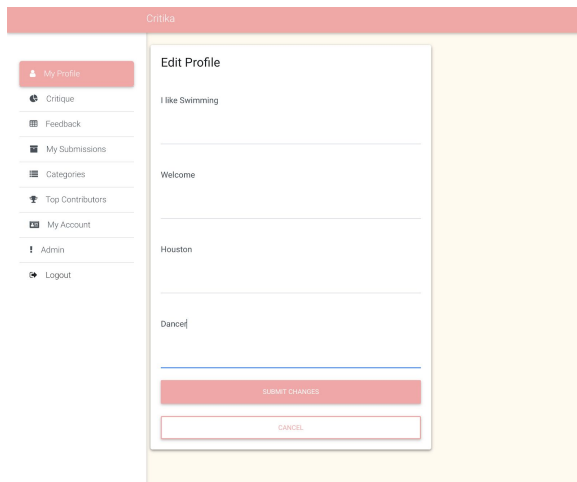 Critika
My Profile
Critique
Feedback
My Submissions
Categories
Top Contributors
My Account
Admin
Logout
Edit Profile
I like Swimming
Welcome
Houston
Dancer
SUBMIT CHANGES
CANCEL